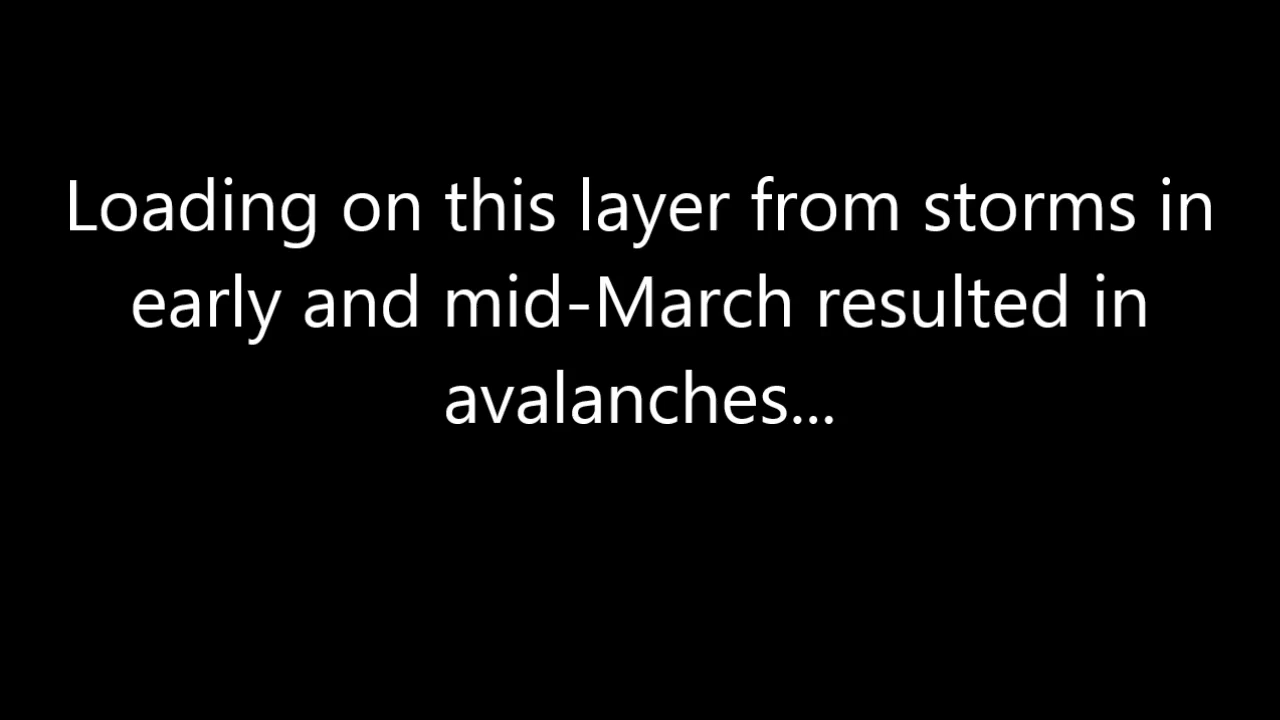 Loading on this layer from storms in
early and mid-March resulted in
avalanches...